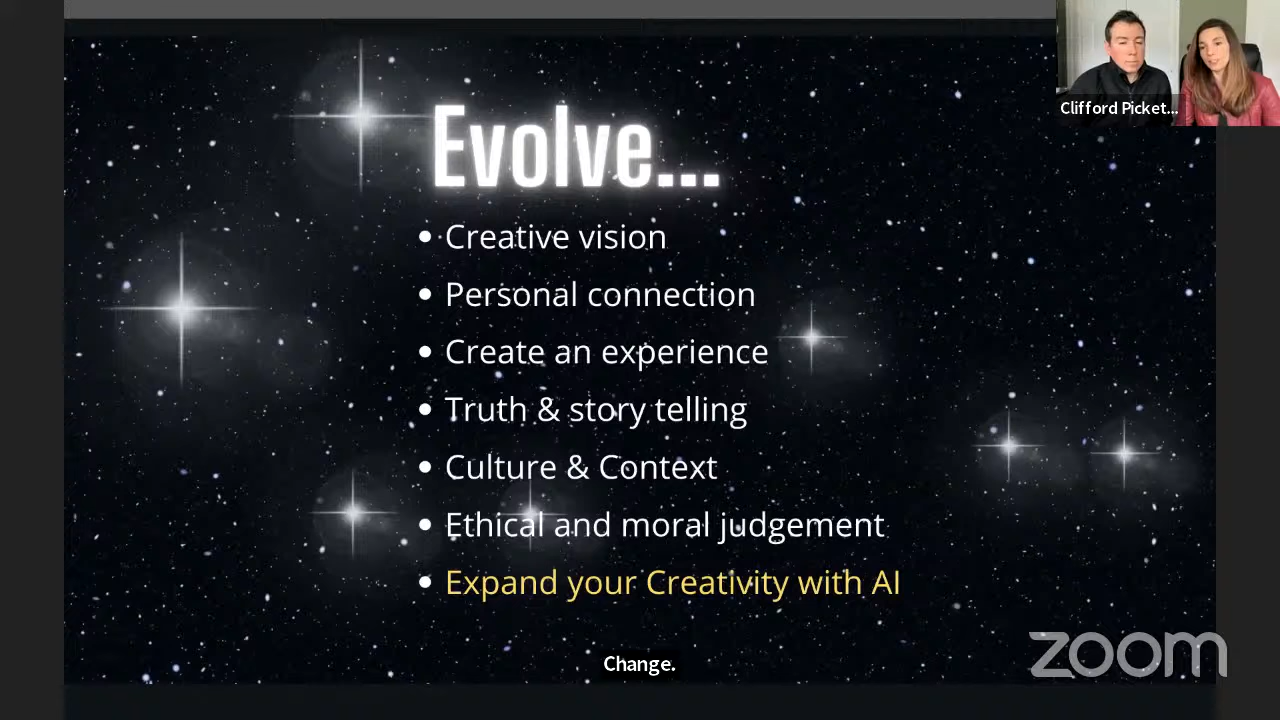 Clifford Picket...
Evolve...
Creative vision
Personal connection
Create an experience
Truth & story telling
Culture & Context
Ethical and moral judgement
Expand your Creativity with AI
zoom
Change.